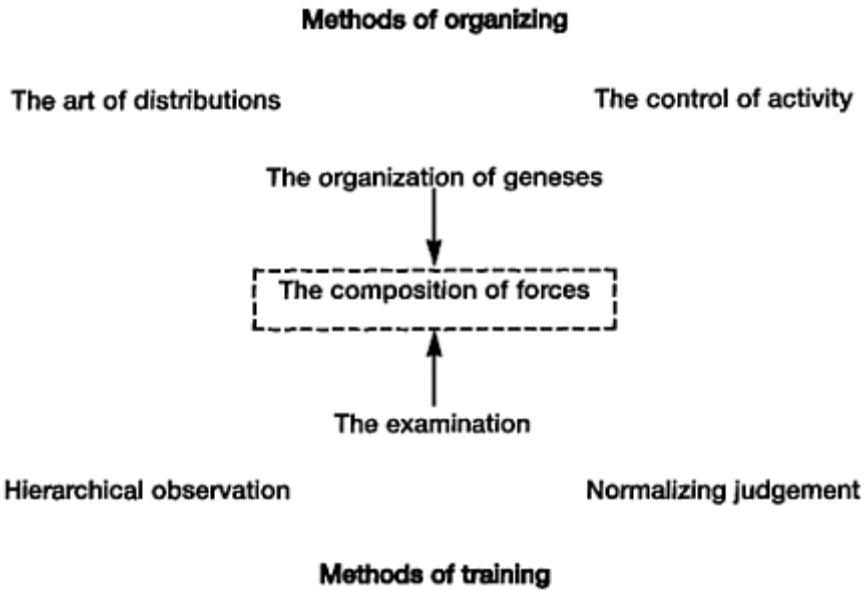 Methods of organizing
The art of distributions
The control of activity
The organization of geneses
The composition of forces
The examination
Hierarchical observation
Normalizing judgement
Methods of training